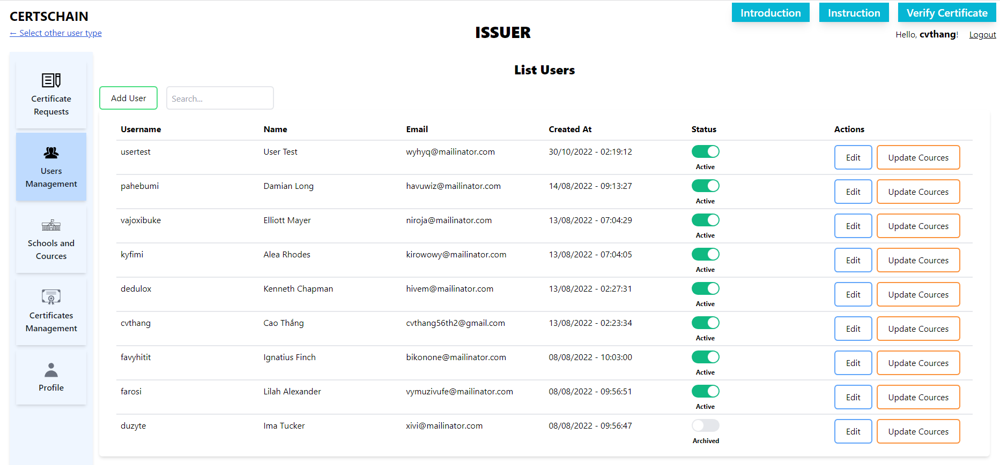 CERTSCHAIN
← Select other user type
ISSUER
Introduction
Instruction
Verify Certificate
Hello, cvthang! Logout
Certificate
Requests
Users
Management
Schools and
Cources
Certificates
Management
Profile
List Users
Add User
Search...
Username Name Email Created At Status Actions
usertest User Test wyhyq@mailinator.com 30/10/2022 - 02:19:12 Active Edit Update Cources
pahebumi Damian Long havuwiz@mailinator.com 14/08/2022 - 09:13:27 Active Edit Update Cources
vajoxibuke Elliott Mayer niroja@mailinator.com 13/08/2022 - 07:04:29 Active Edit Update Cources
kyfimi Alea Rhodes kirowowy@mailinator.com 13/08/2022 - 07:04:05 Active Edit Update Cources
dedulox Kenneth Chapman hivem@mailinator.com 13/08/2022 - 02:27:31 Active Edit Update Cources
cvthang Cao Thắng cvthang56th2@gmail.com 13/08/2022 - 02:23:34 Active Edit Update Cources
favyhitit Ignatius Finch bikonone@mailinator.com 08/08/2022 - 10:03:00 Active Edit Update Cources
farosi Lilah Alexander vymuzivufe@mailinator.com 08/08/2022 - 09:56:51 Active Edit Update Cources
duzyte Ima Tucker xivi@mailinator.com 08/08/2022 - 09:56:47 Archived Edit Update Cources